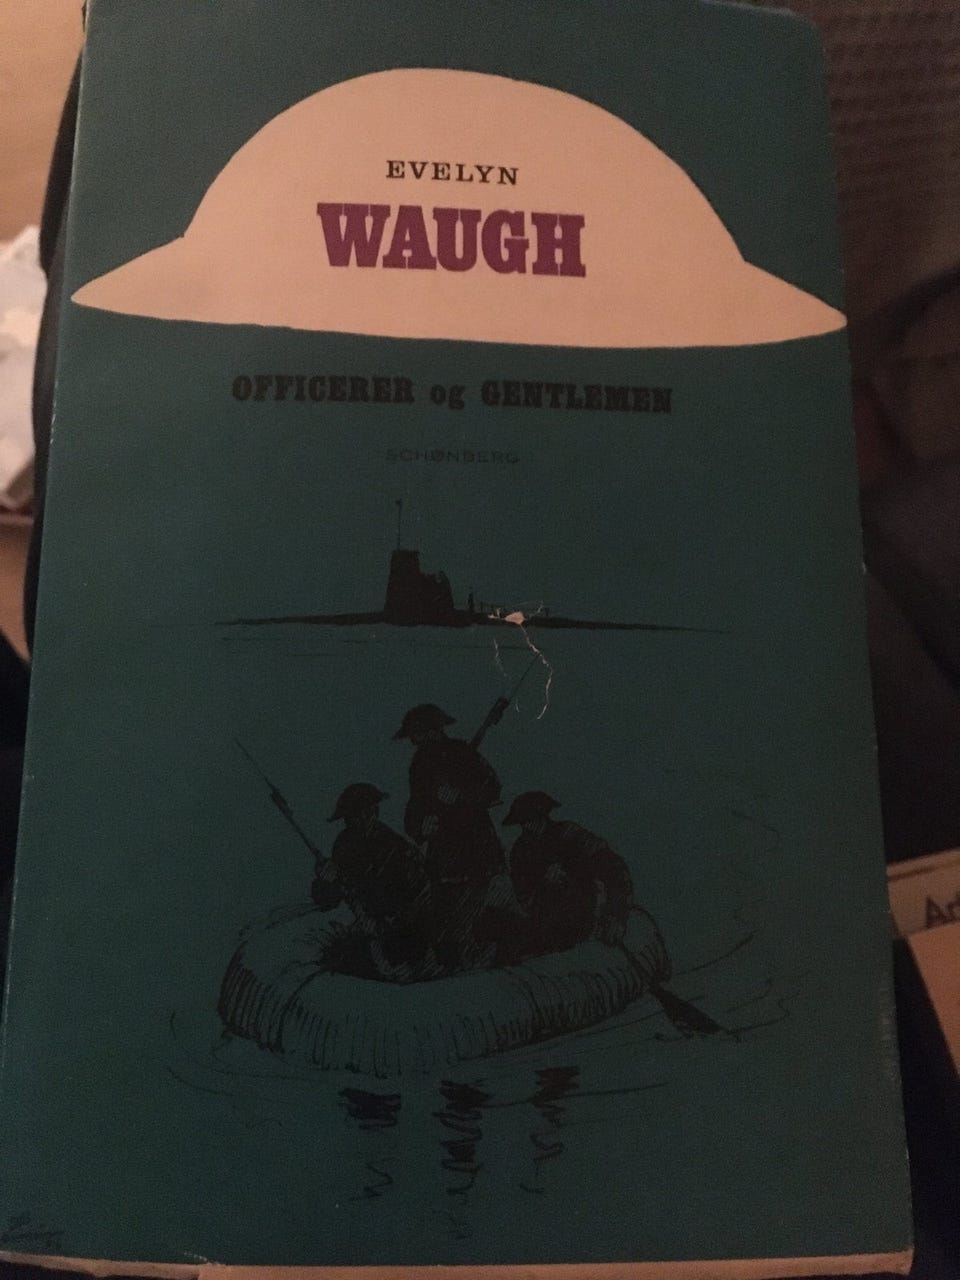 EVELYN
WAUGH
OFFICERER og GENTLEMEN
SCHØNBERG